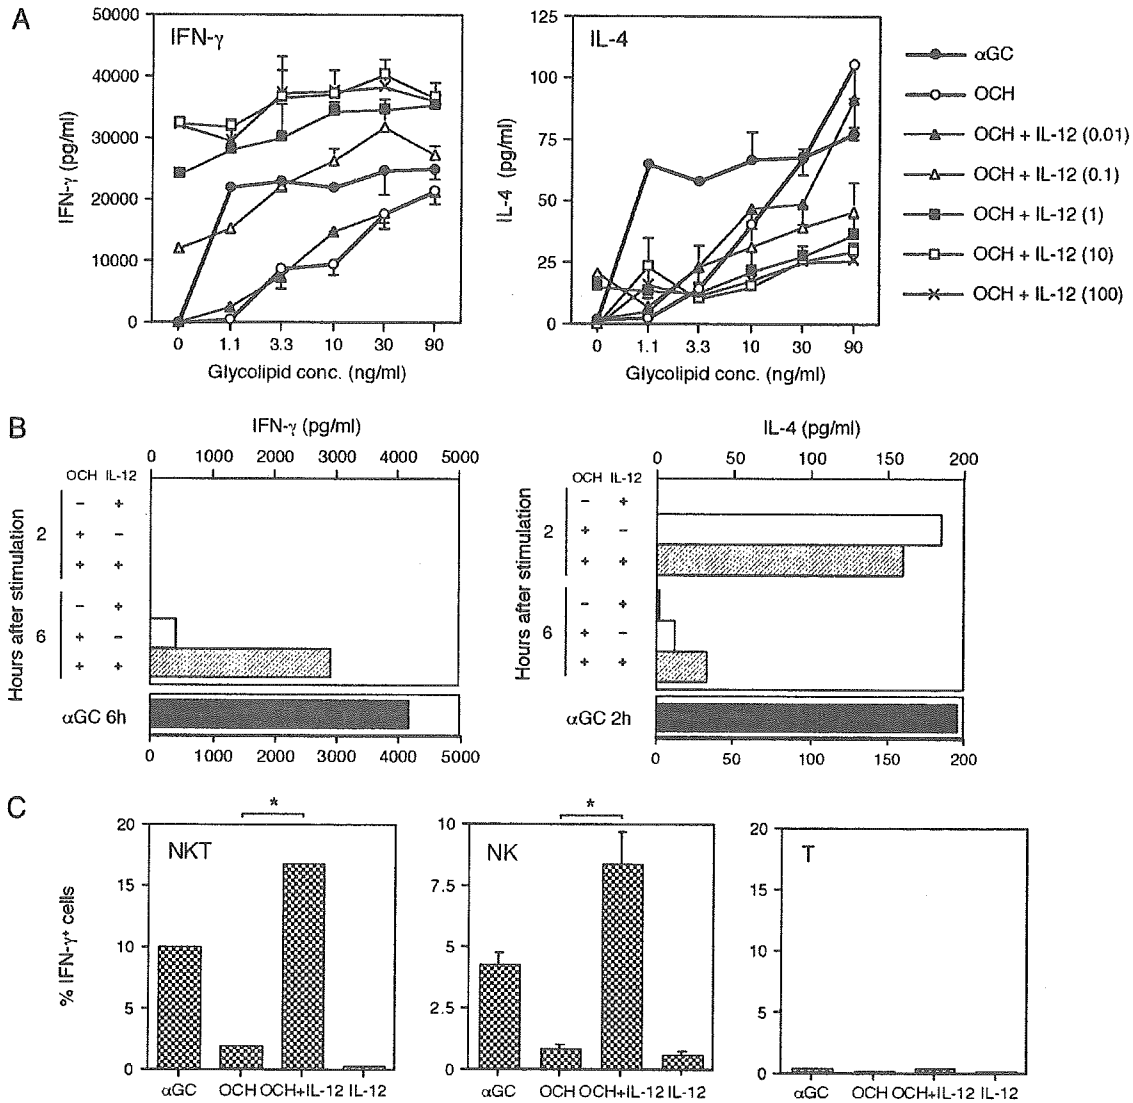 A
IFN-γ
IFN-γ (pg/ml)
50000
40000
30000
20000
10000
0
0 1.1 3.3 10 30 90
Glycolipid conc. (ng/ml)
IL-4
IL-4 (pg/ml)
125
100
75
50
25
0
0 1.1 3.3 10 30 90
Glycolipid conc. (ng/ml)
αGC
OCH
OCH + IL-12 (0.01)
OCH + IL-12 (0.1)
OCH + IL-12 (1)
OCH + IL-12 (10)
OCH + IL-12 (100)
B
IFN-γ (pg/ml)
0 1000 2000 3000 4000 5000
OCH IL-12
Hours after stimulation
− +
2 + −
+ +
− +
6 + −
+ +
αGC 6h
0 1000 2000 3000 4000 5000
IL-4 (pg/ml)
0 50 100 150 200
OCH IL-12
Hours after stimulation
− +
2 + −
+ +
− +
6 + −
+ +
αGC 2h
0 50 100 150 200
C
% IFN-γ+ cells
*
NKT
20
15
10
5
0
αGC OCH OCH+IL-12 IL-12
*
NK
10
7.5
5
2.5
0
αGC OCH OCH+IL-12 IL-12
T
20
15
10
5
0
αGC OCH OCH+IL-12 IL-12